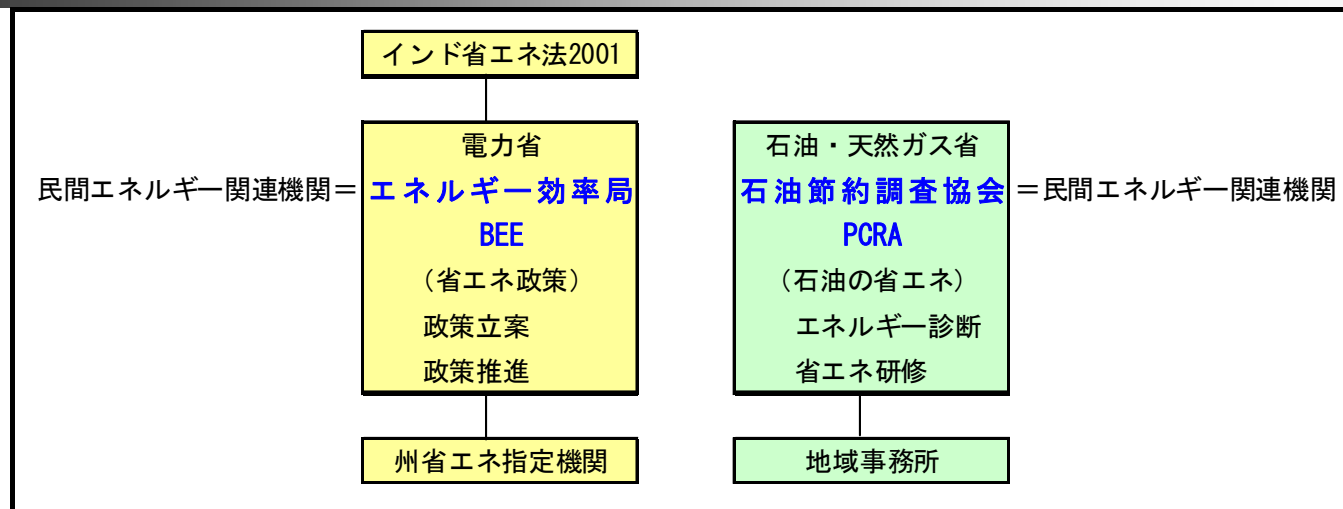 インド省エネ法2001
民間エネルギー関連機関＝
電力省
エネルギー効率局
BEE
（省エネ政策）
政策立案
政策推進
州省エネ指定機関
石油・天然ガス省
石油節約調査協会
PCRA
（石油の省エネ）
エネルギー診断
省エネ研修
＝民間エネルギー関連機関
地域事務所